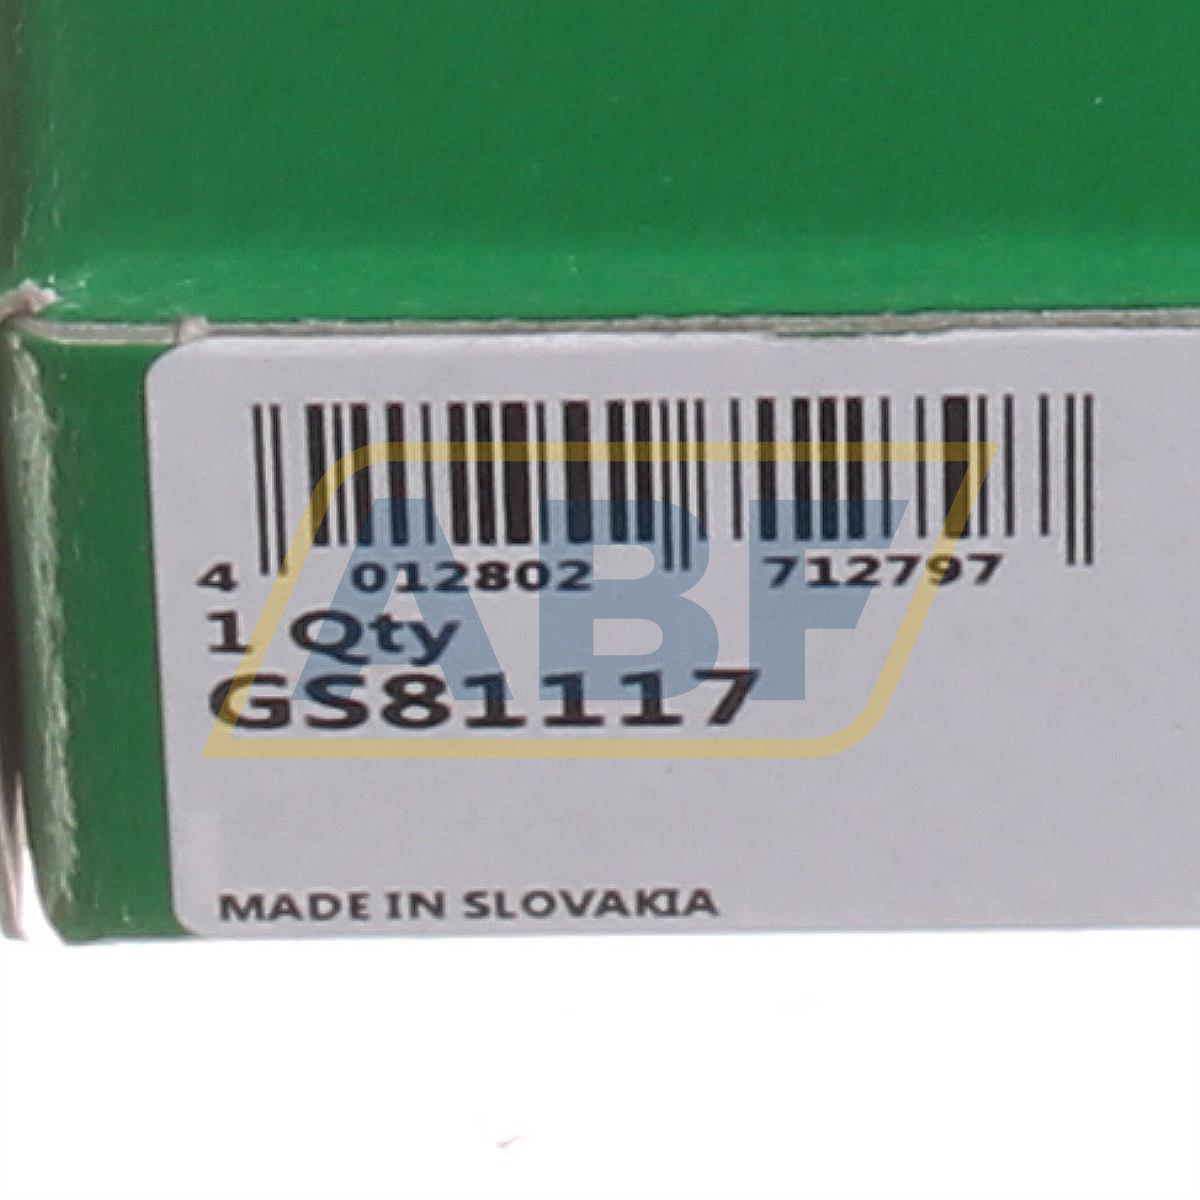 4 012802 712797
1 Qty
GS81117
ABF
MADE IN SLOVAKIA